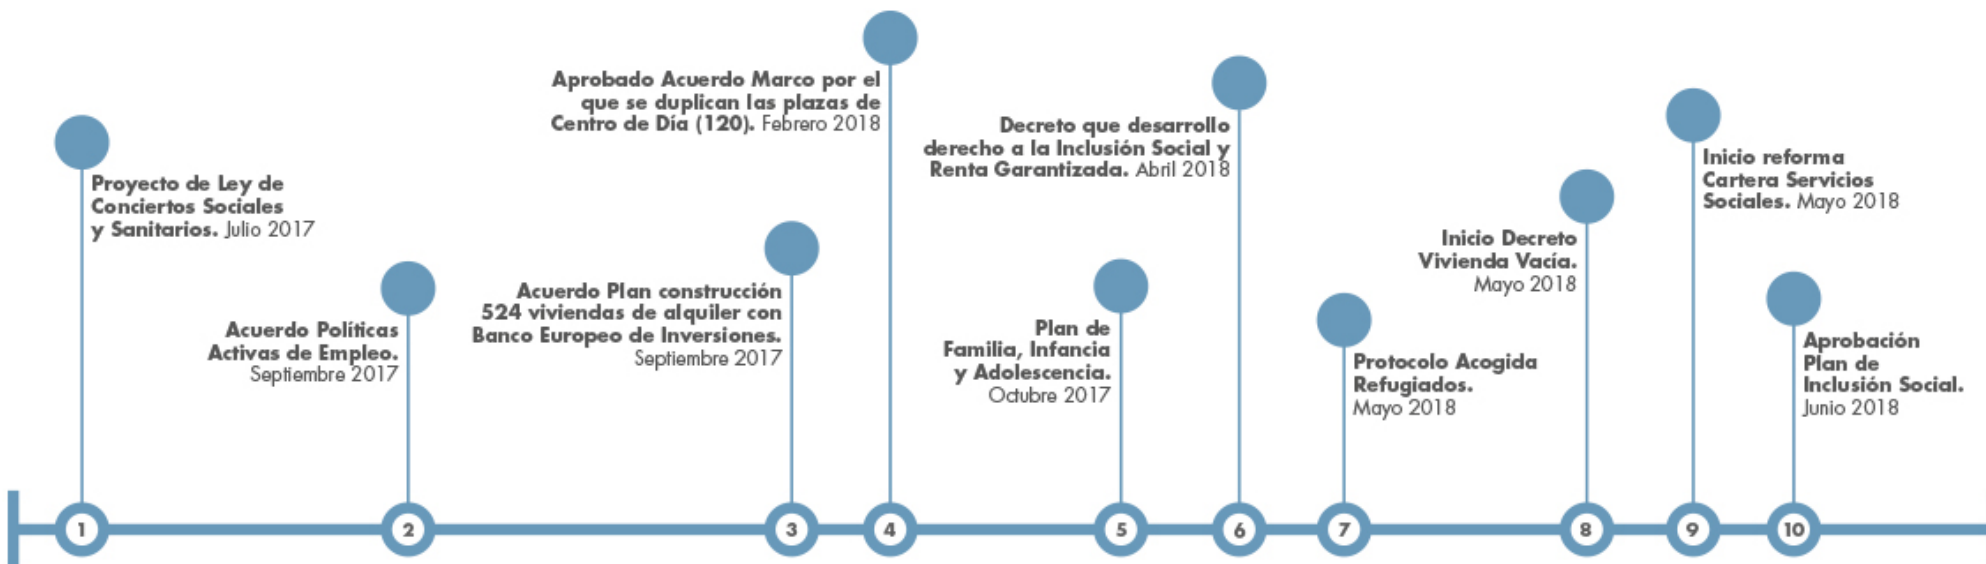 Proyecto de Ley de
Conciertos Sociales
y Sanitarios. Julio 2017
Acuerdo Políticas
Activas de Empleo.
Septiembre 2017
Acuerdo Plan construcción
524 viviendas de alquiler con
Banco Europeo de Inversiones.
Septiembre 2017
Aprobado Acuerdo Marco por el
que se duplican las plazas de
Centro de Día (120). Febrero 2018
Plan de
Familia, Infancia
y Adolescencia.
Octubre 2017
Decreto que desarrollo
derecho a la Inclusión Social y
Renta Garantizada. Abril 2018
Protocolo Acogida
Refugiados.
Mayo 2018
Inicio Decreto
Vivienda Vacía.
Mayo 2018
Inicio reforma
Cartera Servicios
Sociales. Mayo 2018
Aprobación
Plan de
Inclusión Social.
Junio 2018
1 2 3 4 5 6 7 8 9 10